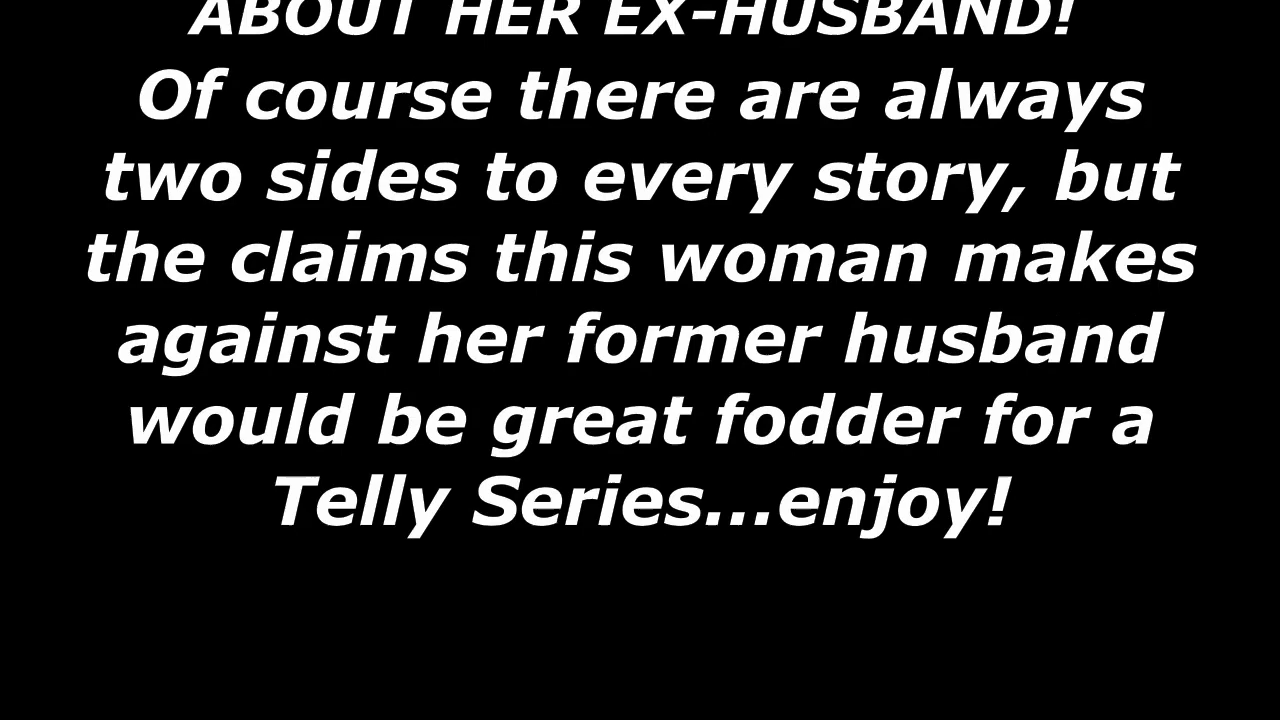 ABOUT HER EX-HUSBAND!
Of course there are always
two sides to every story, but
the claims this woman makes
against her former husband
would be great fodder for a
Telly Series...enjoy!